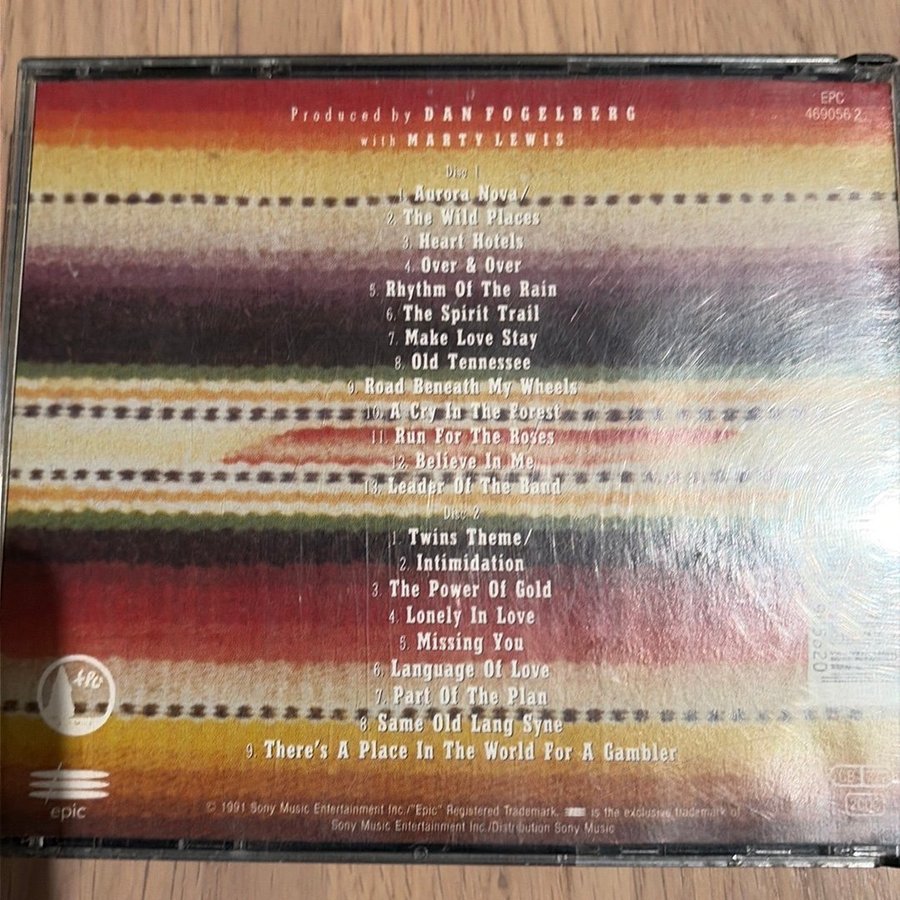 Produced by DAN FOGELBERG
with MARTY LEWIS
EPC
469056 2
Disc 1
1. Aurora Nova/
2. The Wild Places
3. Heart Hotels
4. Over & Over
5. Rhythm Of The Rain
6. The Spirit Trail
7. Make Love Stay
8. Old Tennessee
9. Road Beneath My Wheels
10. A Cry In The Forest
11. Run For The Roses
12. Believe In Me
13. Leader Of The Band
Disc 2
1. Twins Theme/
2. Intimidation
3. The Power Of Gold
4. Lonely In Love
5. Missing You
6. Language Of Love
7. Part Of The Plan
8. Same Old Lang Syne
9. There's A Place In The World For A Gambler
epic
© 1991 Sony Music Entertainment Inc./"Epic" Registered Trademark. is the exclusive trademark of
Sony Music Entertainment Inc./Distribution Sony Music